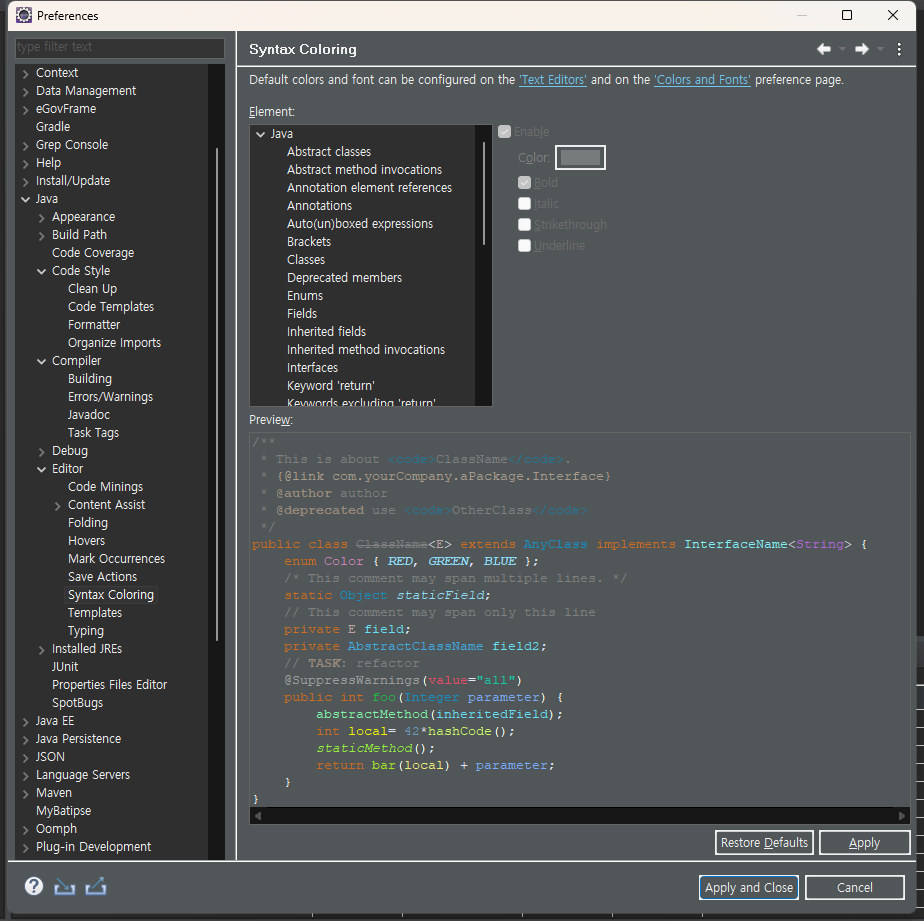 Preferences
type filter text
Context
Data Management
eGovFrame
Gradle
Grep Console
Help
Install/Update
Java
Appearance
Build Path
Code Coverage
Code Style
Clean Up
Code Templates
Formatter
Organize Imports
Compiler
Building
Errors/Warnings
Javadoc
Task Tags
Debug
Editor
Code Minings
Content Assist
Folding
Hovers
Mark Occurrences
Save Actions
Syntax Coloring
Templates
Typing
Installed JREs
JUnit
Properties Files Editor
SpotBugs
Java EE
Java Persistence
JSON
Language Servers
Maven
MyBatipse
Oomph
Plug-in Development
Syntax Coloring
Default colors and font can be configured on the 'Text Editors' and on the 'Colors and Fonts' preference page.
Element:
Java
Abstract classes
Abstract method invocations
Annotation element references
Annotations
Auto(un)boxed expressions
Brackets
Classes
Deprecated members
Enums
Fields
Inherited fields
Inherited method invocations
Interfaces
Keyword 'return'
Keywords excluding 'return'
Enable
Color:
Bold
Italic
Strikethrough
Underline
Preview:
/**
 * This is about <code>ClassName</code>.
 * {@link com.yourCompany.aPackage.Interface}
 * @author author
 * @deprecated use <code>OtherClass</code>
 */
public class ClassName<E> extends AnyClass implements InterfaceName<String> {
    enum Color { RED, GREEN, BLUE };
    /* This comment may span multiple lines. */
    static Object staticField;
    // This comment may span only this line
    private E field;
    private AbstractClassName field2;
    // TASK: refactor
    @SuppressWarnings(value="all")
    public int foo(Integer parameter) {
        abstractMethod(inheritedField);
        int local= 42*hashCode();
        staticMethod();
        return bar(local) + parameter;
    }
}
Restore Defaults
Apply
Apply and Close
Cancel